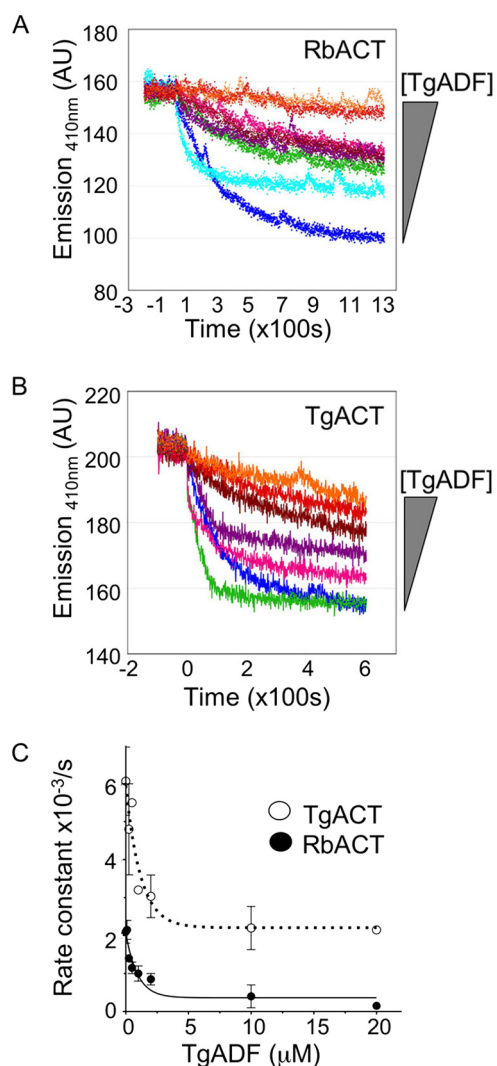 A
RbACT
[TgADF]
Emission 410nm (AU)
180
160
140
120
100
80
-3 -1 1 3 5 7 9 11 13
Time (x100s)
B
TgACT
[TgADF]
Emission 410nm (AU)
220
200
180
160
140
-2 0 2 4 6
Time (x100s)
C
TgACT
RbACT
Rate constant x10-3/s
6
4
2
0
0 5 10 15 20
TgADF (µM)